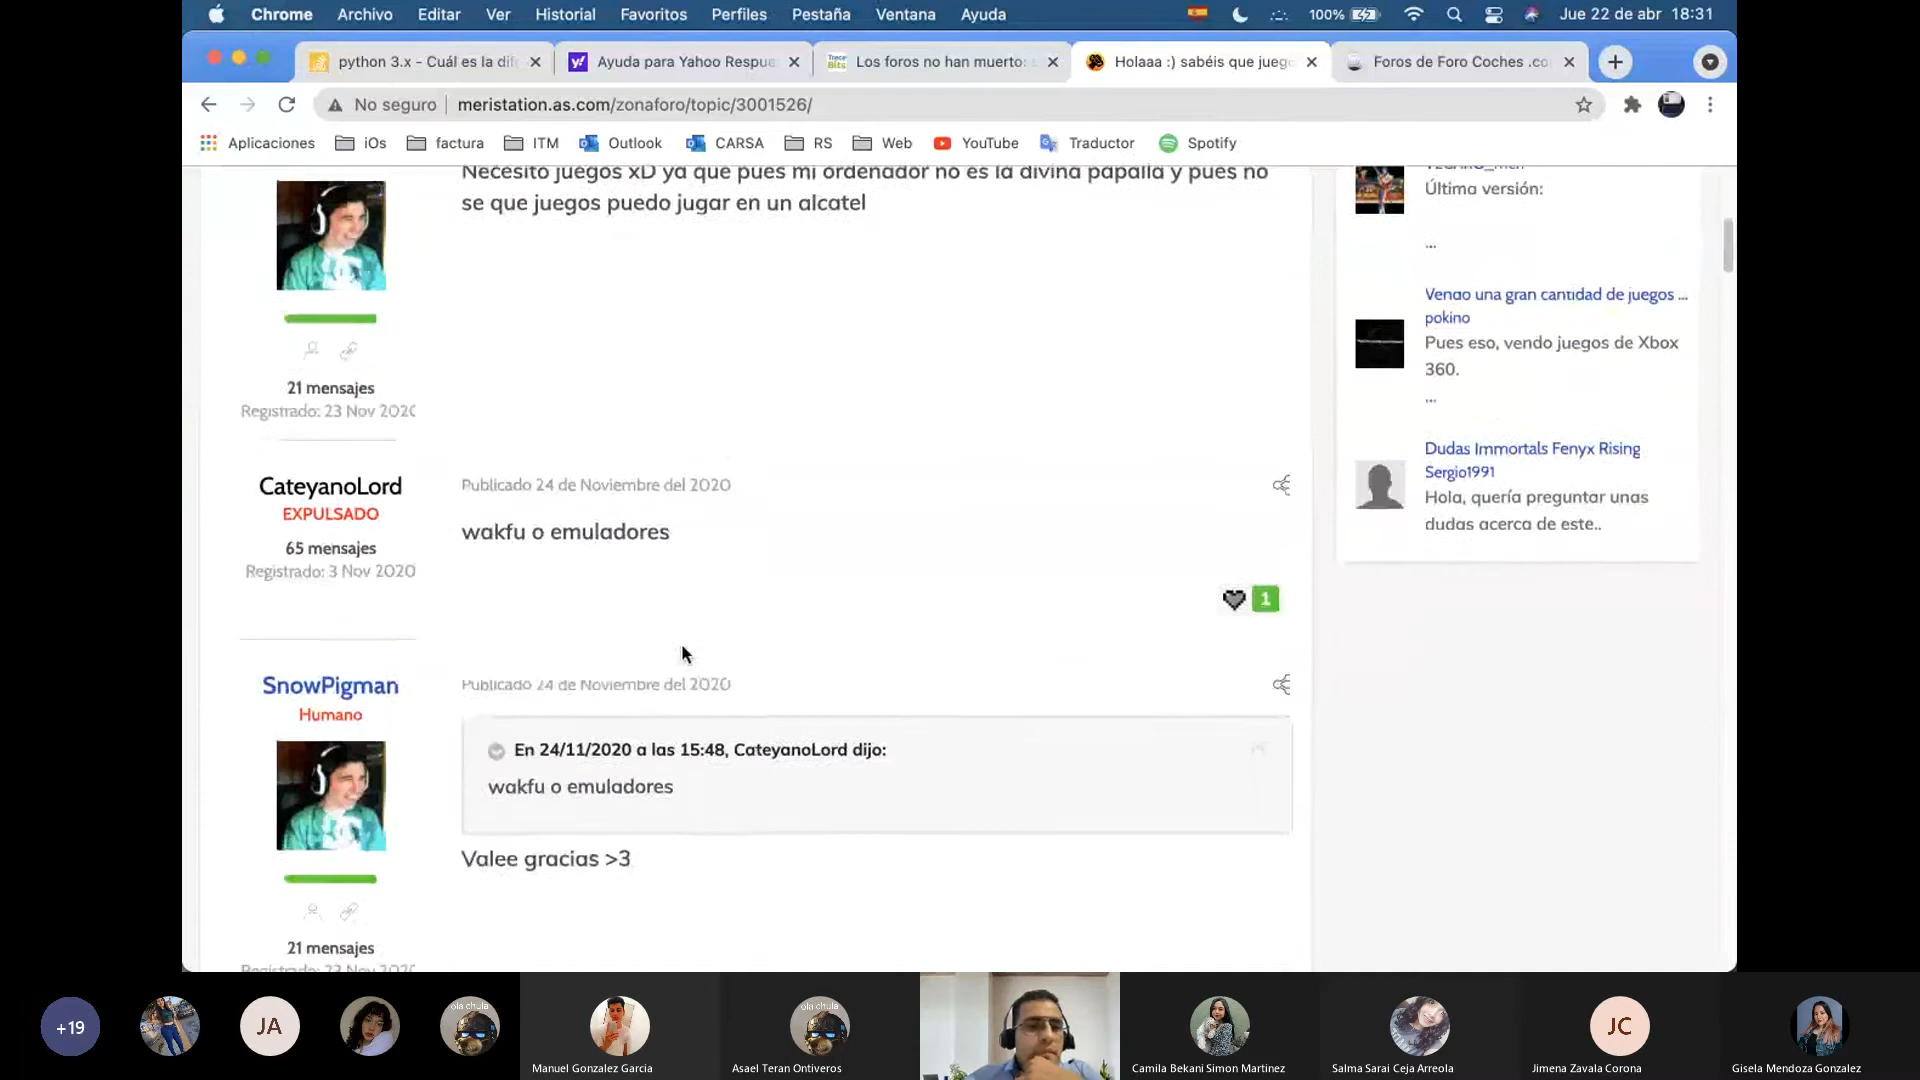 Chrome Archivo Editar Ver Historial Favoritos Perfiles Pestaña Ventana Ayuda 100% Jue 22 de abr 18:31
python 3.x - Cuál es la dif Ayuda para Yahoo Respue Los foros no han muerto: Holaaa :) sabéis que jueg Foros de Foro Coches .co
No seguro meristation.as.com/zonaforo/topic/3001526/
Aplicaciones iOs factura ITM Outlook CARSA RS Web YouTube Traductor Spotify
Necesito juegos xD ya que pues mi ordenador no es la divina papalla y pues no
se que juegos puedo jugar en un alcatel
21 mensajes
Registrado: 23 Nov 2020
CateyanoLord
EXPULSADO
65 mensajes
Registrado: 3 Nov 2020
Publicado 24 de Noviembre del 2020
wakfu o emuladores
1
SnowPigman
Humano
21 mensajes
Registrado: 23 Nov 2020
Publicado 24 de Noviembre del 2020
En 24/11/2020 a las 15:48, CateyanoLord dijo:
wakfu o emuladores
Valee gracias >3
Última versión:
...
Vendo una gran cantidad de juegos ...
pokino
Pues eso, vendo juegos de Xbox
360.
...
Dudas Immortals Fenyx Rising
Sergio1991
Hola, quería preguntar unas
dudas acerca de este..
+19
JA
ola chula
ola chula
JC
Manuel Gonzalez Garcia
Asael Teran Ontiveros
Camila Bekani Simon Martinez
Salma Sarai Ceja Arreola
Jimena Zavala Corona
Gisela Mendoza Gonzalez